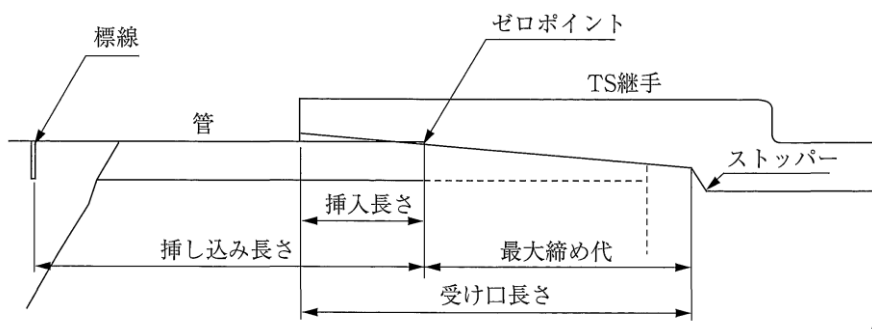 ゼロポイント
標線
TS継手
管
ストッパー
挿入長さ
挿し込み長さ
最大締め代
受け口長さ